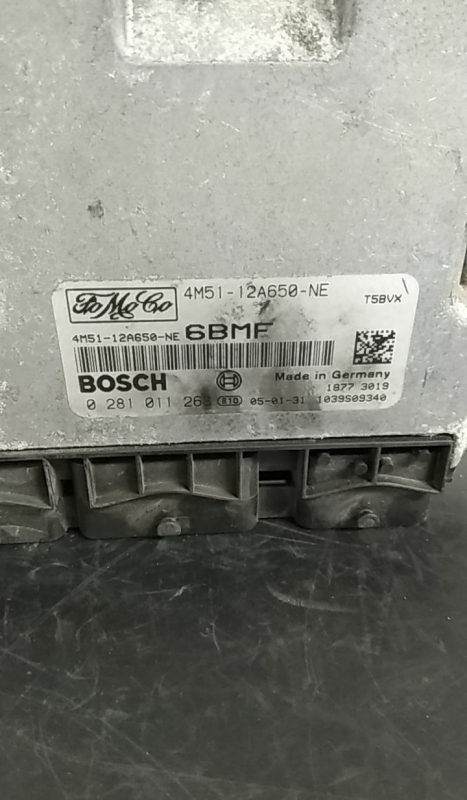 FoMoCo 4M51-12A650-NE T5BVX
4M51-12A650-NE 6BMF
BOSCH Made in Germany
1877 3019
0 281 011 263 810 05-01-31 1039S09340